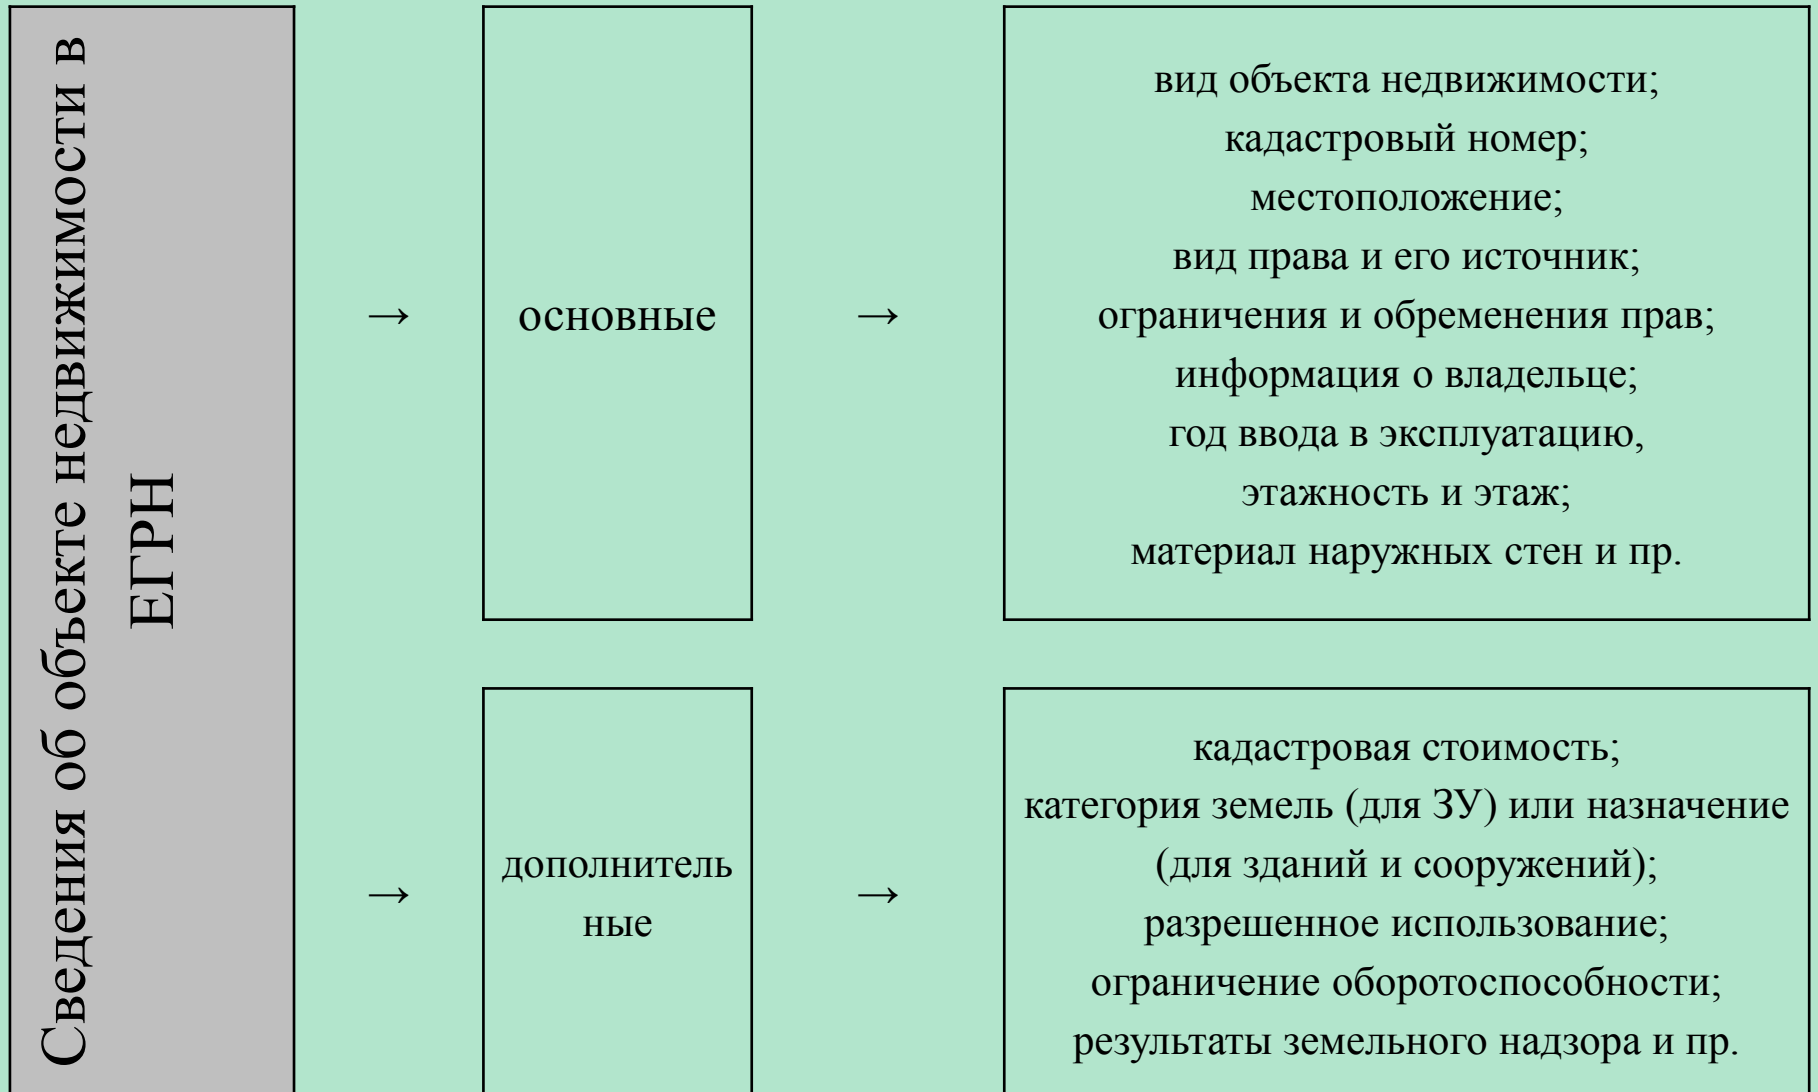 Сведения об объекте недвижимости в
ЕГРН
→
основные
→
вид объекта недвижимости;
кадастровый номер;
местоположение;
вид права и его источник;
ограничения и обременения прав;
информация о владельце;
год ввода в эксплуатацию,
этажность и этаж;
материал наружных стен и пр.
→
дополнитель
ные
→
кадастровая стоимость;
категория земель (для ЗУ) или назначение
(для зданий и сооружений);
разрешенное использование;
ограничение оборотоспособности;
результаты земельного надзора и пр.